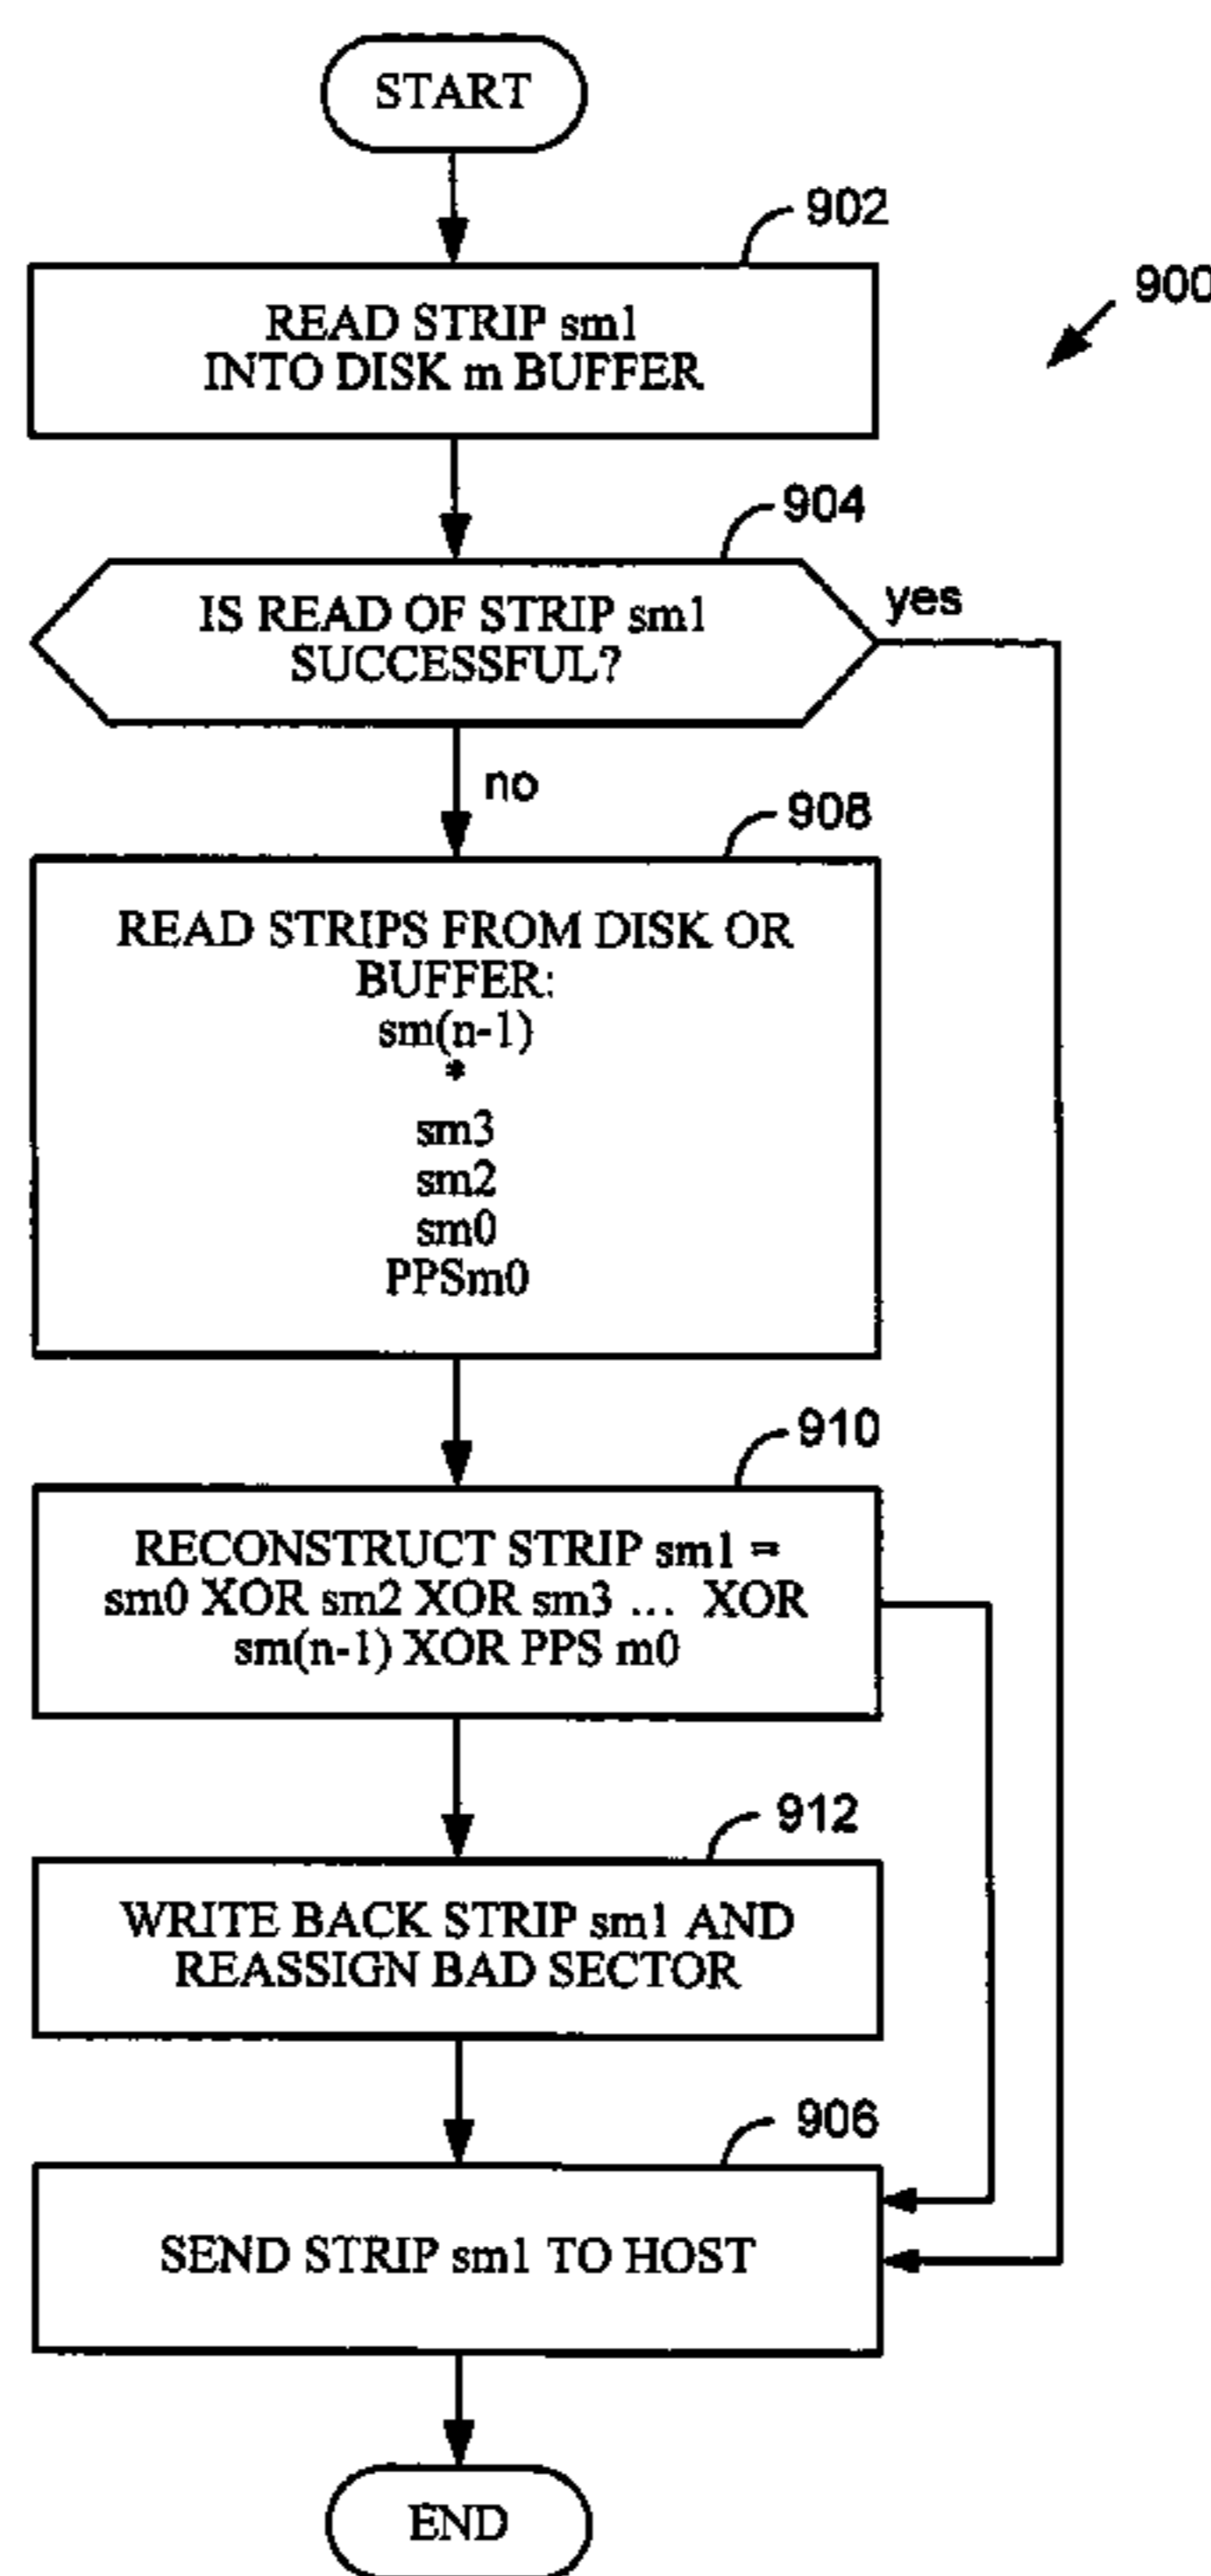 START
902
900
READ STRIP sm1
INTO DISK m BUFFER
904
IS READ OF STRIP sm1
SUCCESSFUL?
yes
no
908
READ STRIPS FROM DISK OR
BUFFER:
sm(n-1)
*
sm3
sm2
sm0
PPSm0
910
RECONSTRUCT STRIP sm1 =
sm0 XOR sm2 XOR sm3 ... XOR
sm(n-1) XOR PPS m0
912
WRITE BACK STRIP sm1 AND
REASSIGN BAD SECTOR
906
SEND STRIP sm1 TO HOST
END